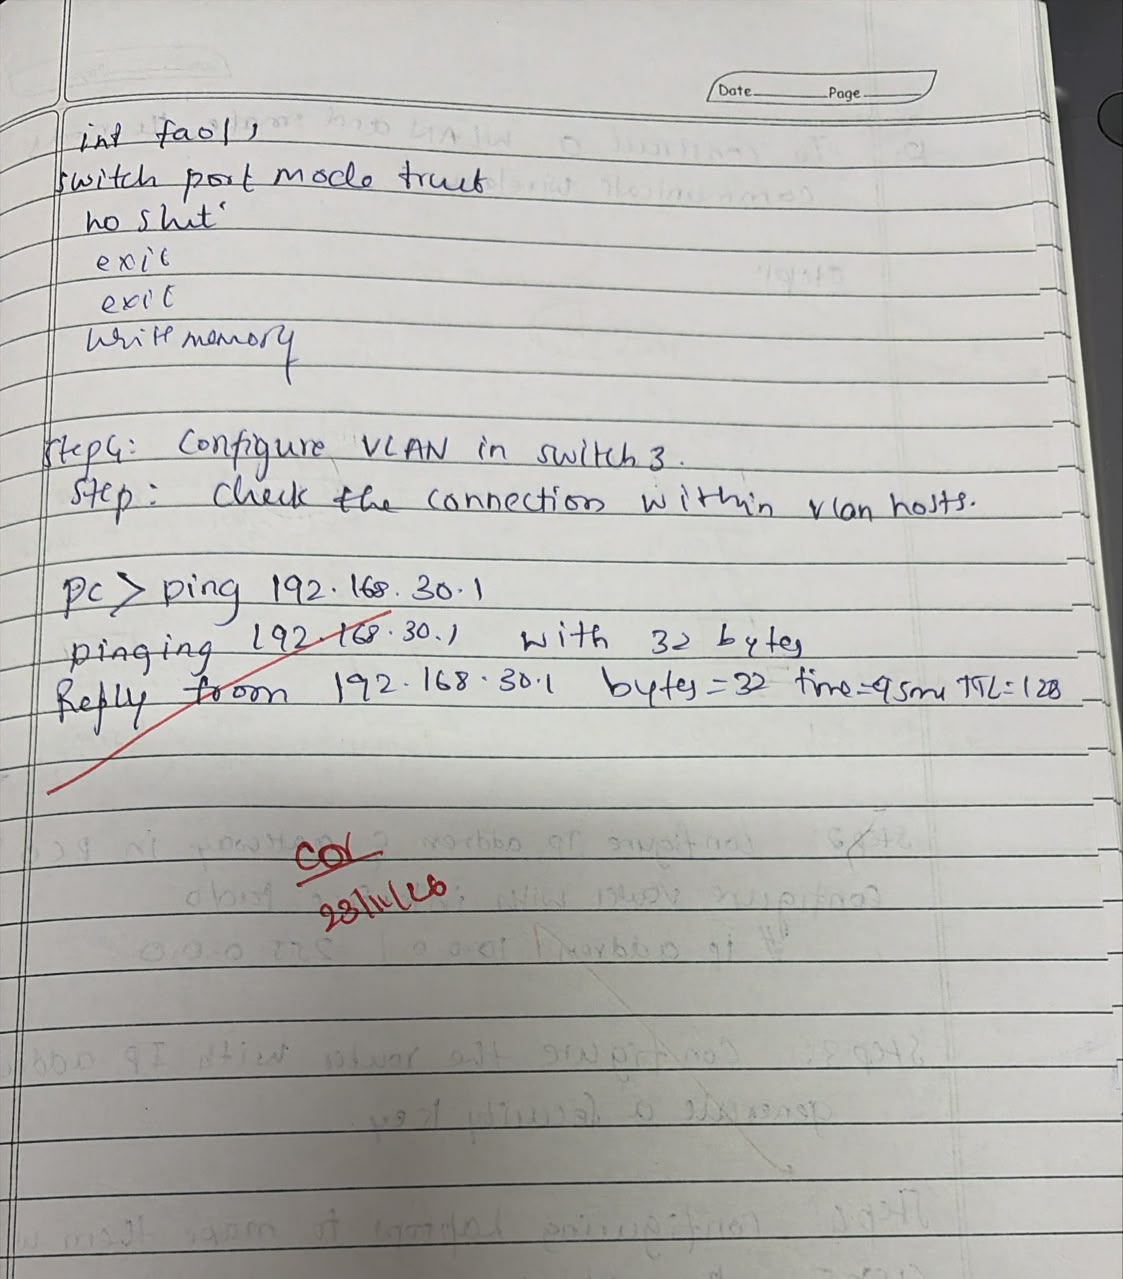 Date Page
int fa0/1
switch port mode trunk
no shut
exit
exit
write memory
Step4: Configure VLAN in switch 3.
Step: check the connection within vlan hosts.
PC > ping 192.168.30.1
pinging 192.168.30.1 with 32 bytes
Reply from 192.168.30.1 bytes=32 time=95ms TTL=128